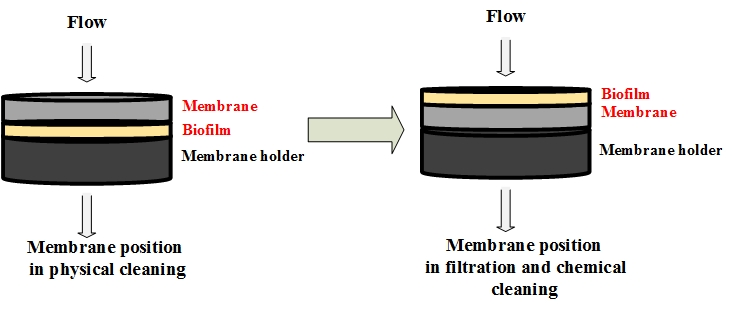 Flow
Membrane
Biofilm
Membrane holder
Membrane position
in physical cleaning
Flow
Biofilm
Membrane
Membrane holder
Membrane position
in filtration and chemical
cleaning